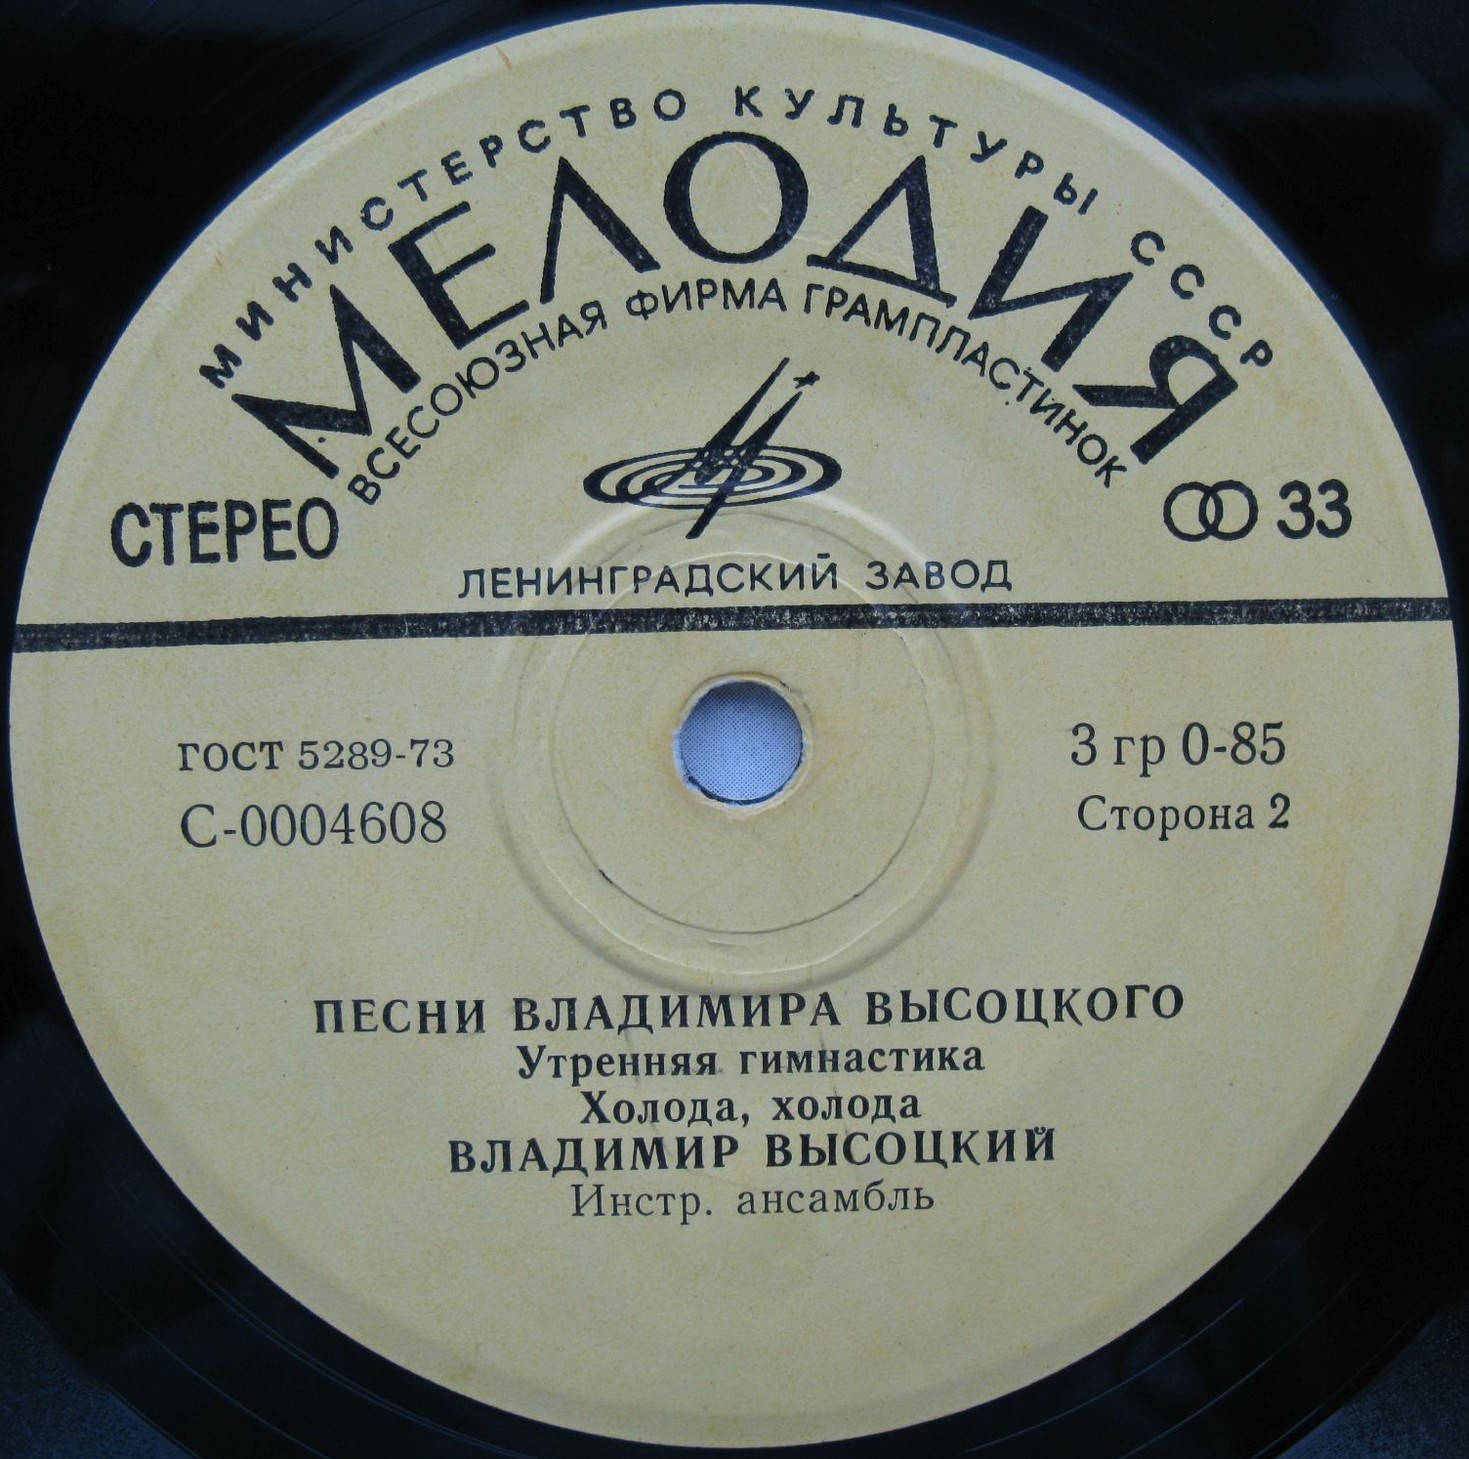 МИНИСТЕРСТВО КУЛЬТУРЫ СССР
МЕЛОДИЯ
ВСЕСОЮЗНАЯ ФИРМА ГРАМПЛАСТИНОК
СТЕРЕО
33
ЛЕНИНГРАДСКИЙ ЗАВОД
ГОСТ 5289-73
3 гр 0-85
С-0004608
Сторона 2
ПЕСНИ ВЛАДИМИРА ВЫСОЦКОГО
Утренняя гимнастика
Холода, холода
ВЛАДИМИР ВЫСОЦКИЙ
Инстр. ансамбль